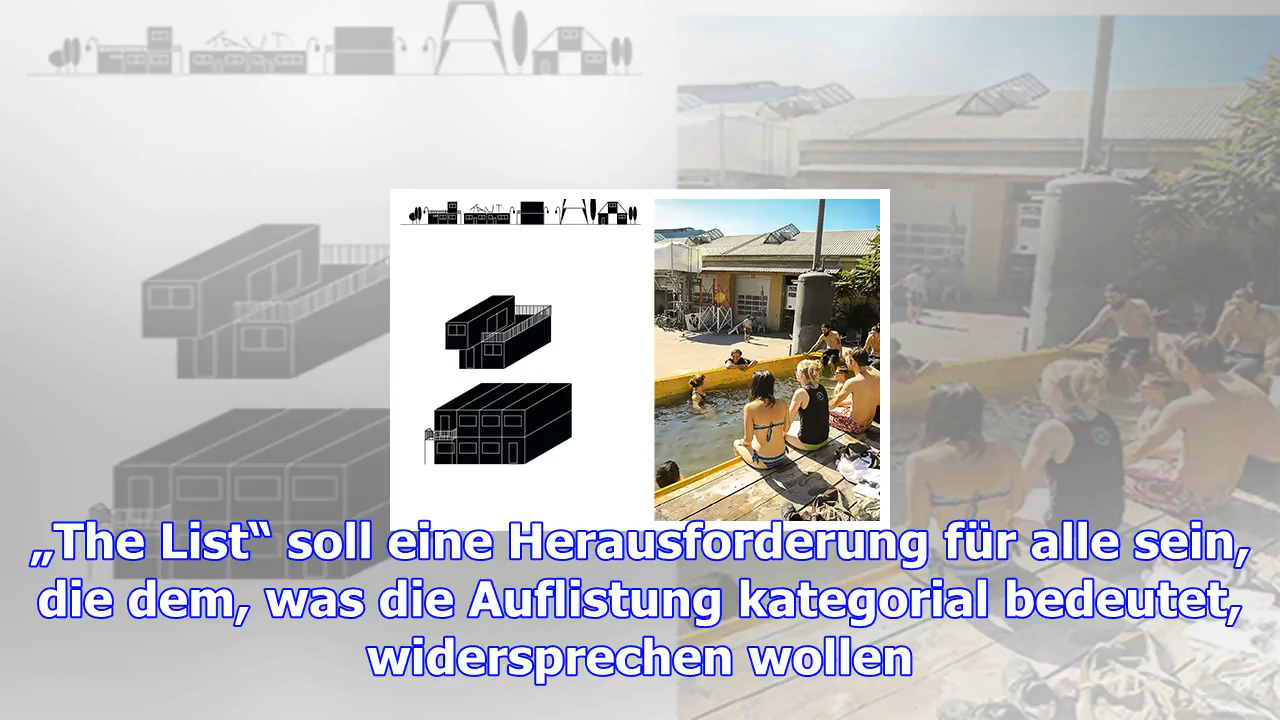 „The List“ soll eine Herausforderung für alle sein,
die dem, was die Auflistung kategorial bedeutet,
widersprechen wollen